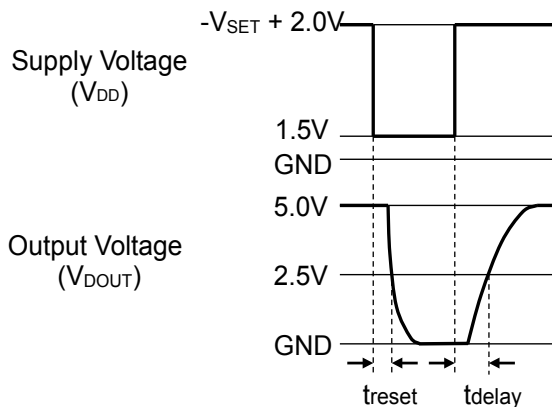 -VSET + 2.0V
Supply Voltage
(VDD)
1.5V
GND
5.0V
Output Voltage
(VDOUT)
2.5V
GND
treset
tdelay